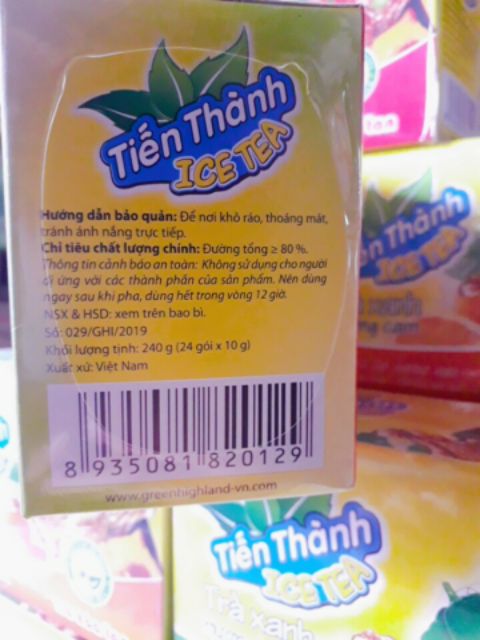 Tiến Thành
ICE TEA
Hướng dẫn bảo quản: Để nơi khô ráo, thoáng mát,
tránh ánh nắng trực tiếp.
Chỉ tiêu chất lượng chính: Đường tổng ≥ 80 %.
Thông tin cảnh báo an toàn: Không sử dụng cho người
dị ứng với các thành phần của sản phẩm. Nên dùng
ngay sau khi pha, dùng hết trong vòng 12 giờ.
NSX & HSD: xem trên bao bì.
Số: 029/GHI/2019
Khối lượng tịnh: 240 g (24 gói x 10 g)
Xuất xứ: Việt Nam
8 935081 820129
www.greenhighland-vn.com
n Thành
ICE TEA
xanh
cam
Tiến Thành
ICE TEA
Trà xanh